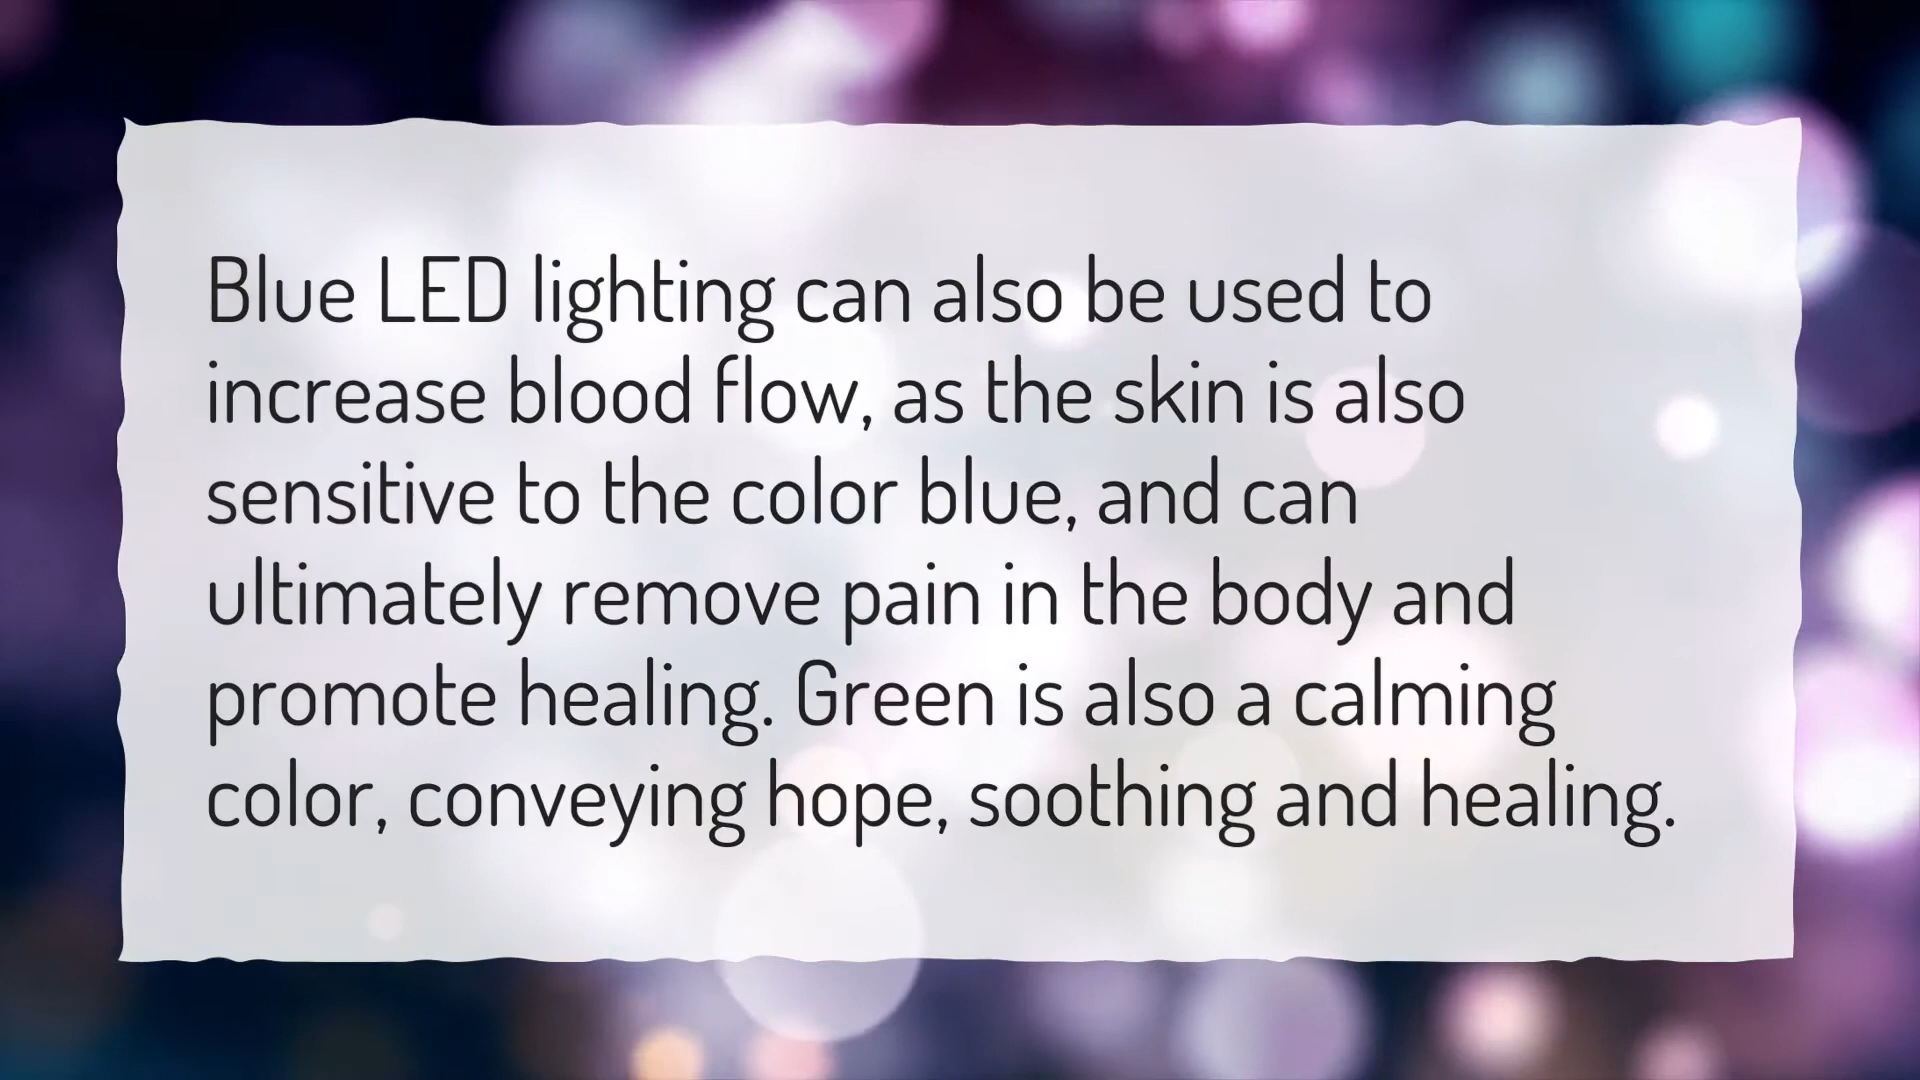 Blue LED lighting can also be used to
increase blood flow, as the skin is also
sensitive to the color blue, and can
ultimately remove pain in the body and
promote healing. Green is also a calming
color, conveying hope, soothing and healing.